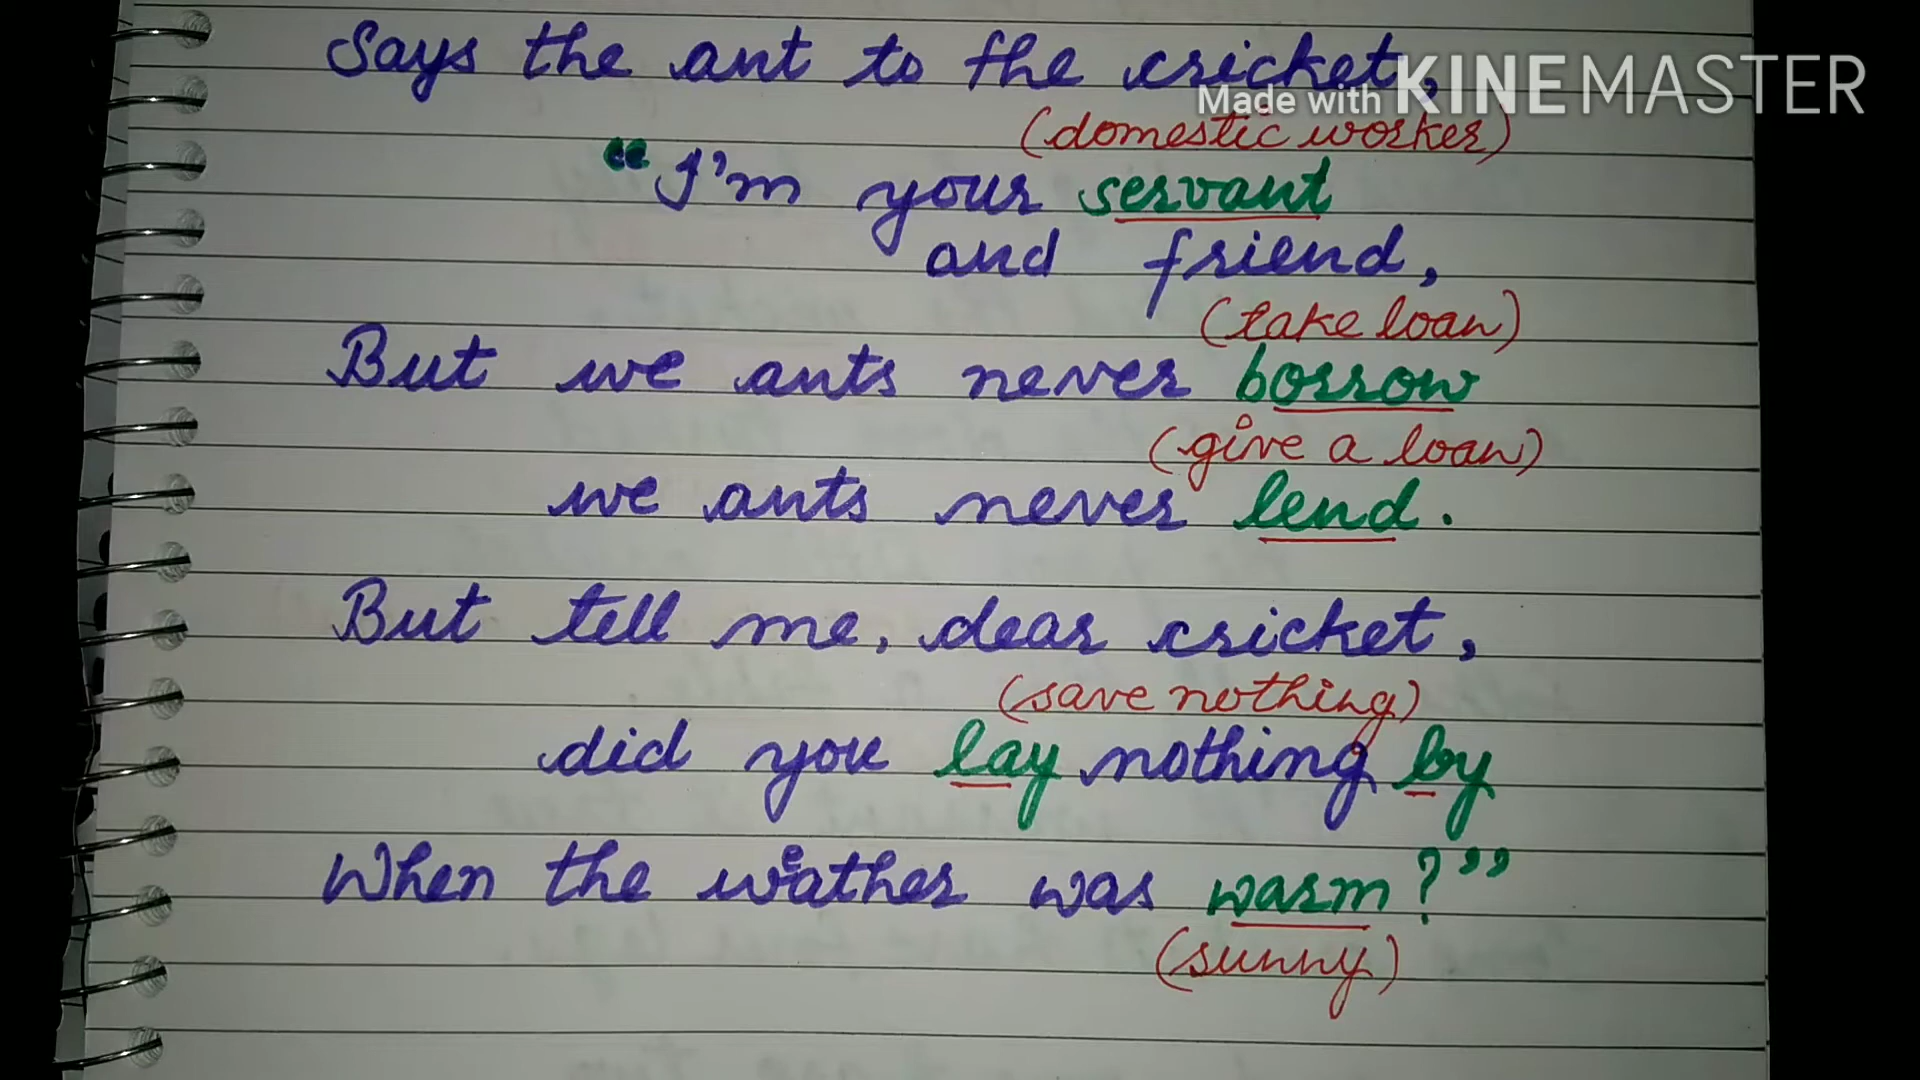 Says the ant to the cricket,
Made with KINEMASTER
(domestic worker)
“I'm your servant
and friend,
(take loan)
But we ants never borrow
(give a loan)
we ants never lend.
But tell me, dear cricket,
(save nothing)
did you lay nothing by
When the weather was warm?”
(sunny)